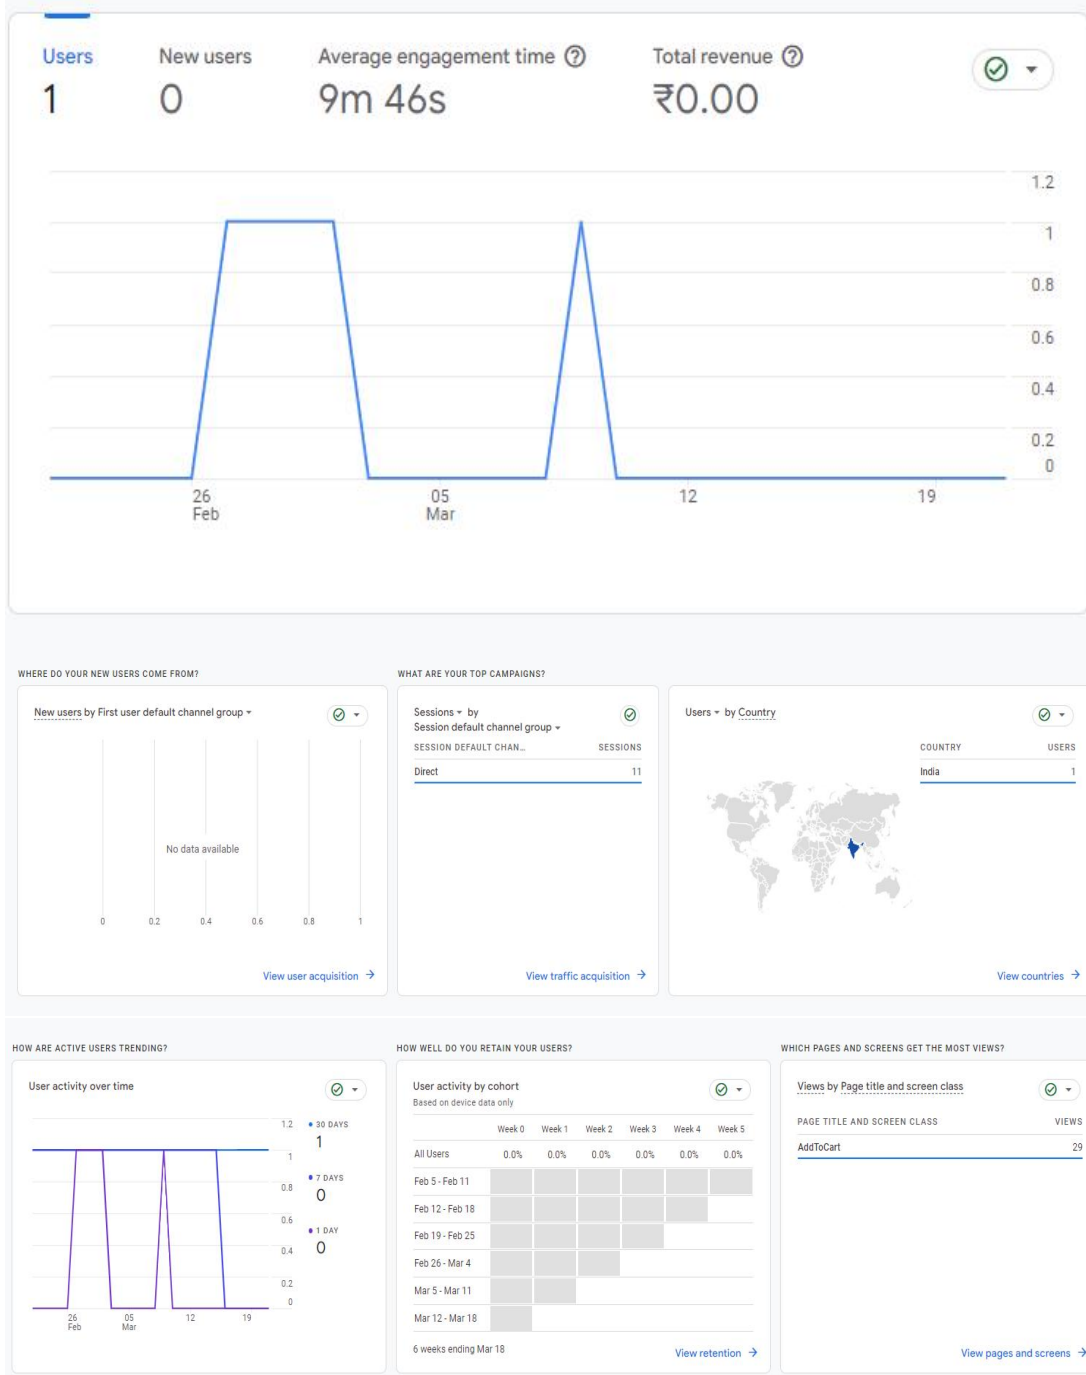 Users
1
New users
0
Average engagement time
9m 46s
Total revenue
₹0.00
1.2
1
0.8
0.6
0.4
0.2
0
26
Feb
05
Mar
12
19
WHERE DO YOUR NEW USERS COME FROM?
New users by First user default channel group
No data available
0 0.2 0.4 0.6 0.8 1
View user acquisition →
WHAT ARE YOUR TOP CAMPAIGNS?
Sessions by
Session default channel group
SESSION DEFAULT CHAN... SESSIONS
Direct 11
View traffic acquisition →
Users by Country
COUNTRY USERS
India 1
View countries →
HOW ARE ACTIVE USERS TRENDING?
User activity over time
1.2
1
0.8
0.6
0.4
0.2
0
26
Feb
05
Mar
12
19
30 DAYS
1
7 DAYS
0
1 DAY
0
HOW WELL DO YOU RETAIN YOUR USERS?
User activity by cohort
Based on device data only
Week 0 Week 1 Week 2 Week 3 Week 4 Week 5
All Users 0.0% 0.0% 0.0% 0.0% 0.0% 0.0%
Feb 5 - Feb 11
Feb 12 - Feb 18
Feb 19 - Feb 25
Feb 26 - Mar 4
Mar 5 - Mar 11
Mar 12 - Mar 18
6 weeks ending Mar 18
View retention →
WHICH PAGES AND SCREENS GET THE MOST VIEWS?
Views by Page title and screen class
PAGE TITLE AND SCREEN CLASS VIEWS
AddToCart 29
View pages and screens →